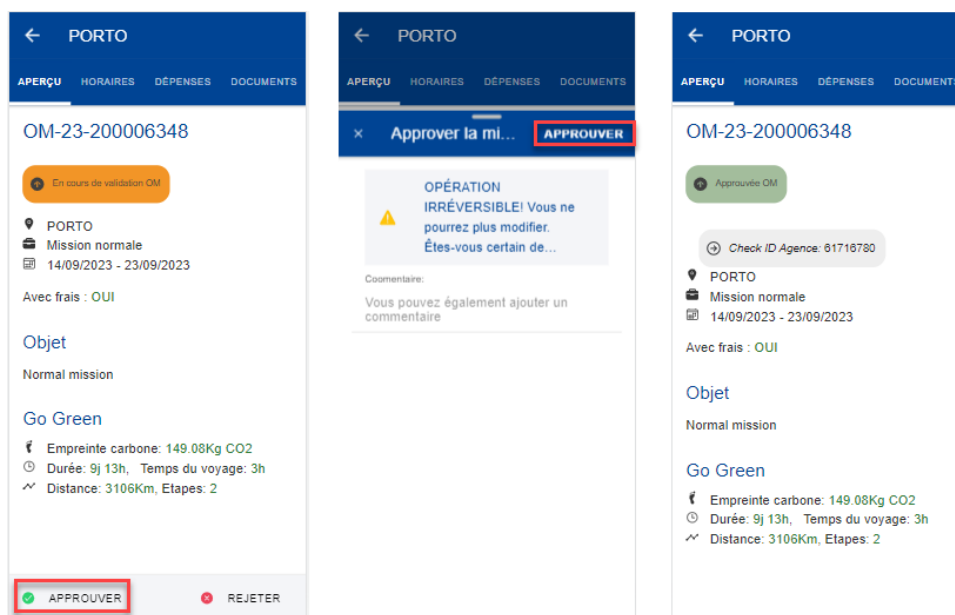 PORTO
APERÇU HORAIRES DÉPENSES DOCUMENTS
OM-23-200006348
En cours de validation OM
PORTO
Mission normale
14/09/2023 - 23/09/2023
Avec frais : OUI
Objet
Normal mission
Go Green
Empreinte carbone: 149.08Kg CO2
Durée: 9j 13h, Temps du voyage: 3h
Distance: 3106Km, Etapes: 2
APPROUVER REJETER
PORTO
APERÇU HORAIRES DÉPENSES DOCUMENTS
× Approver la mi... APPROUVER
OPÉRATION
IRRÉVERSIBLE! Vous ne
pourrez plus modifier.
Êtes-vous certain de...
Coomentaire:
Vous pouvez également ajouter un
commentaire
PORTO
APERÇU HORAIRES DÉPENSES DOCUMENTS
OM-23-200006348
Approuvée OM
Check ID Agence: 61716780
PORTO
Mission normale
14/09/2023 - 23/09/2023
Avec frais : OUI
Objet
Normal mission
Go Green
Empreinte carbone: 149.08Kg CO2
Durée: 9j 13h, Temps du voyage: 3h
Distance: 3106Km, Etapes: 2